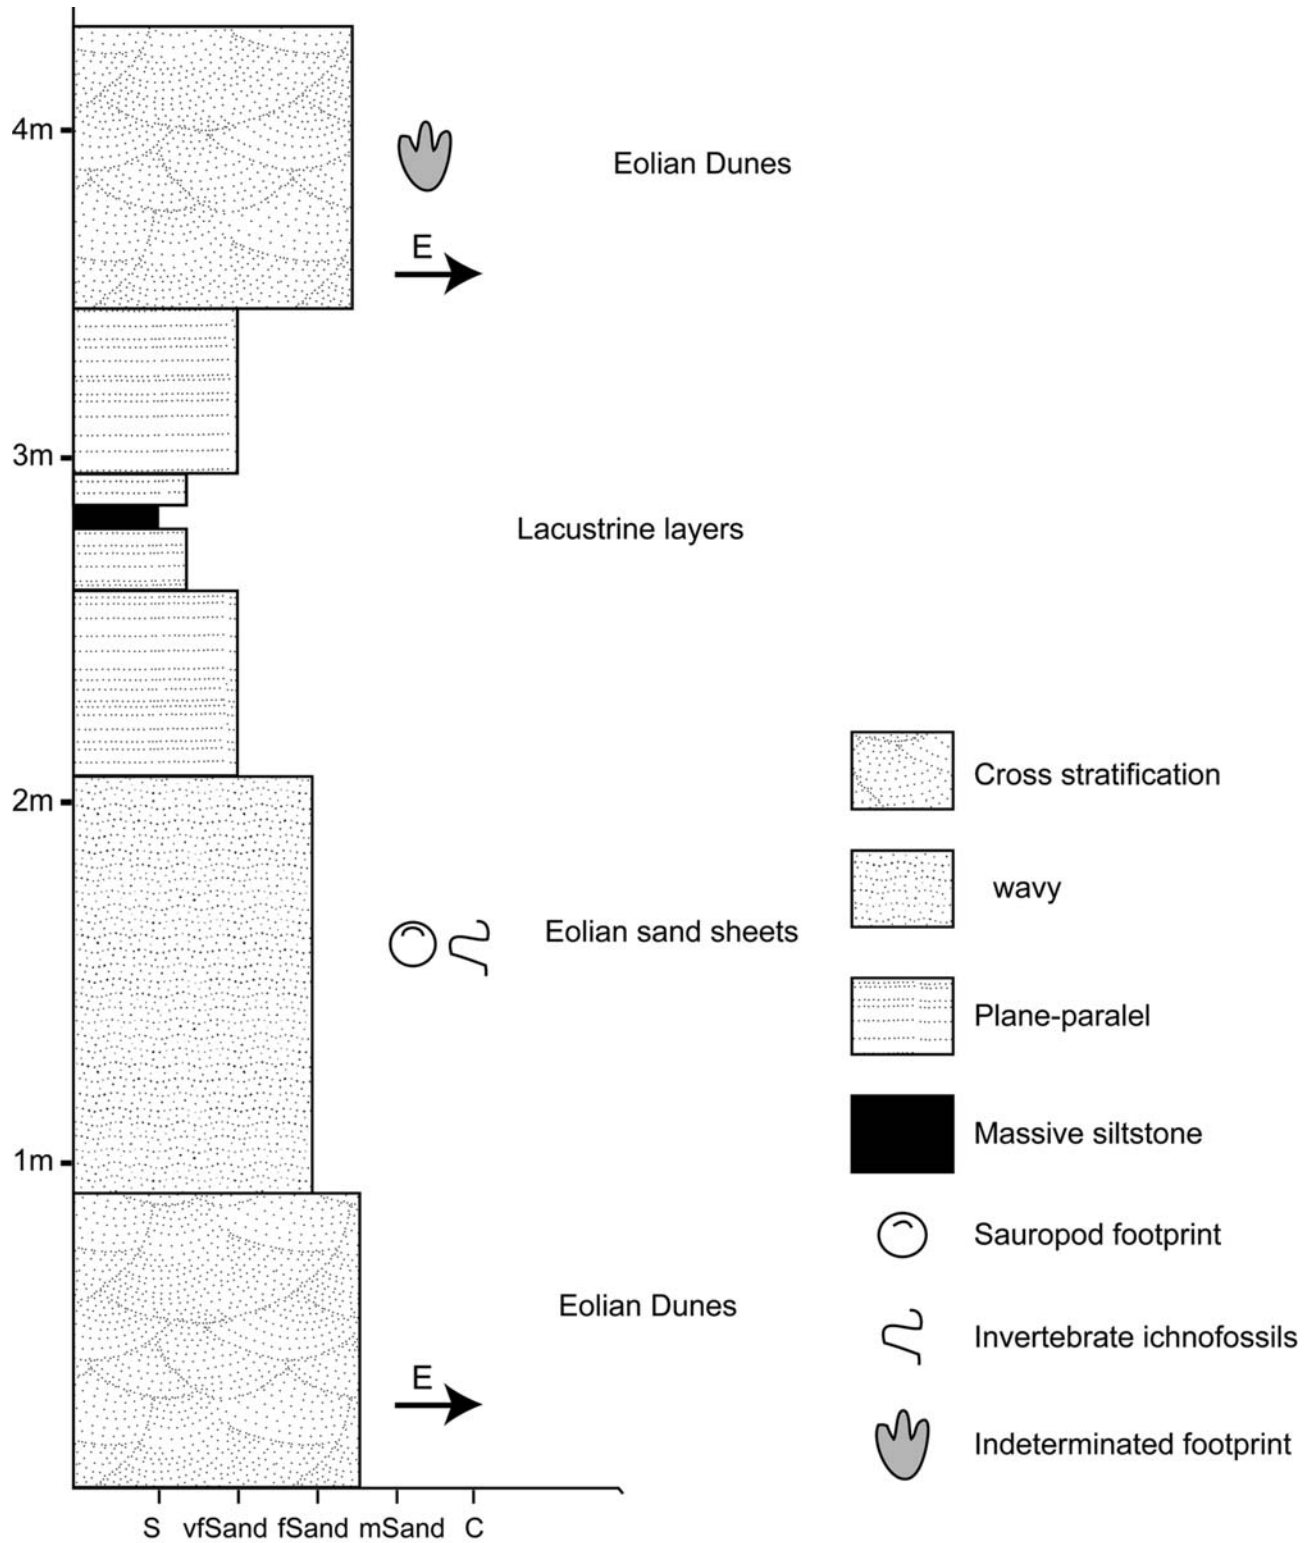 4m
Eolian Dunes
E
3m
Lacustrine layers
2m
Eolian sand sheets
1m
Eolian Dunes
E
S vfSand fSand mSand C
Cross stratification
wavy
Plane-paralel
Massive siltstone
Sauropod footprint
Invertebrate ichnofossils
Indeterminated footprint